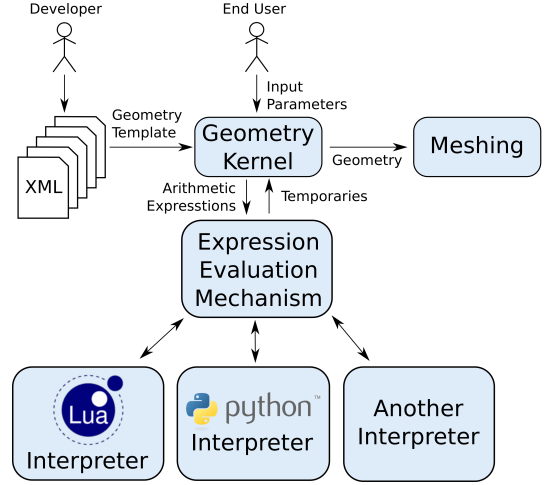 Developer
End User
Input
Parameters
Geometry
Template
Geometry
Kernel
Geometry
Meshing
XML
Arithmetic
Expresstions
Temporaries
Expression
Evaluation
Mechanism
Lua
Interpreter
python™
Interpreter
Another
Interpreter